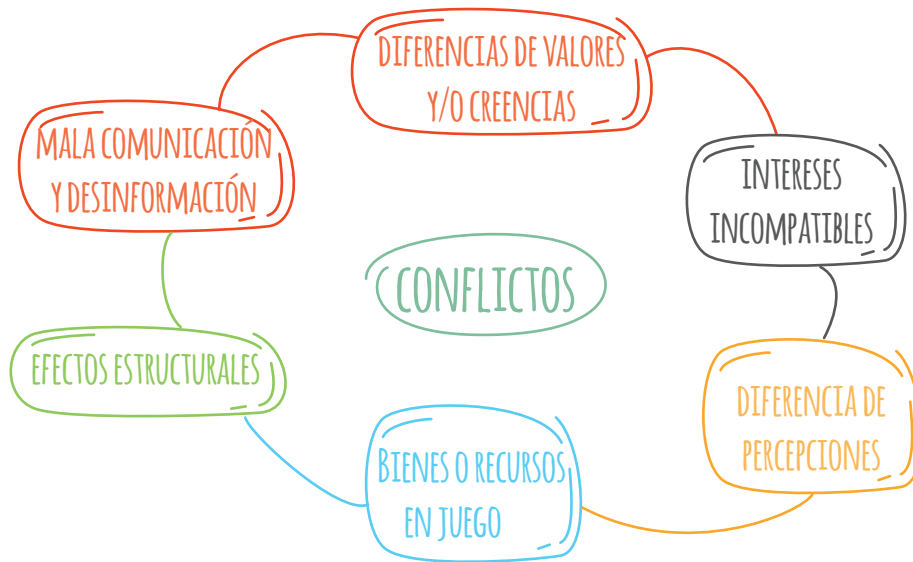 DIFERENCIAS DE VALORES
Y/O CREENCIAS
MALA COMUNICACIÓN
Y DESINFORMACIÓN
INTERESES
INCOMPATIBLES
CONFLICTOS
EFECTOS ESTRUCTURALES
DIFERENCIA DE
PERCEPCIONES
BIENES O RECURSOS
EN JUEGO